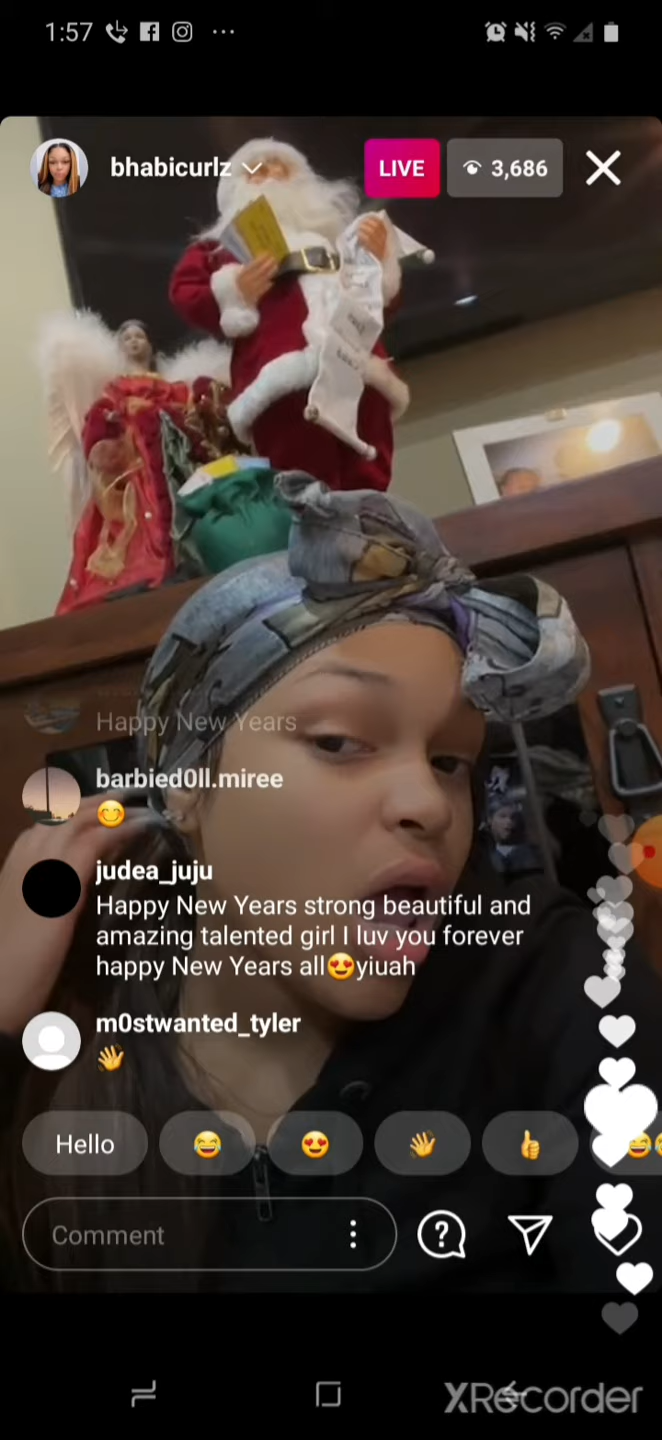 1:57
bhabicurlz
LIVE
3,686
Happy New Years
barbied0ll.miree
😊
judea_juju
Happy New Years strong beautiful and
amazing talented girl I luv you forever
happy New Years all😍yiuah
m0stwanted_tyler
👋
Hello 😂 😍 👋 👍 😂
Comment
XRecorder